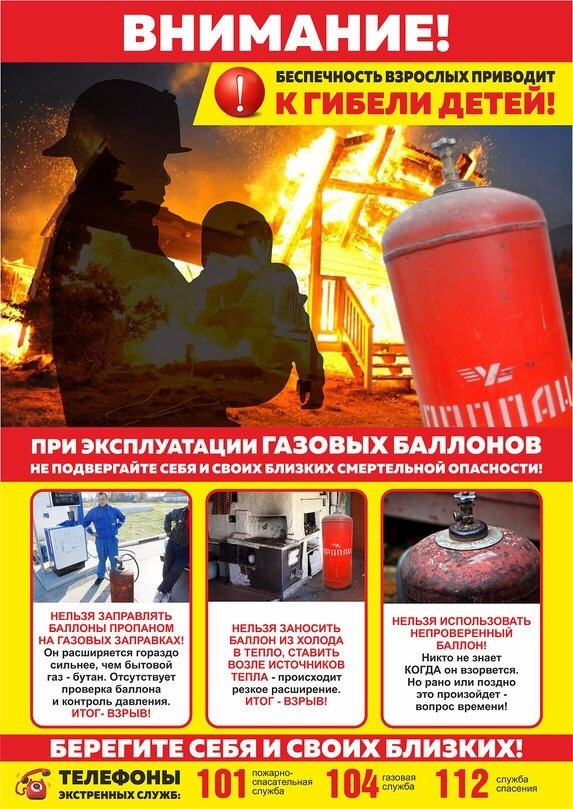 ВНИМАНИЕ!
БЕСПЕЧНОСТЬ ВЗРОСЛЫХ ПРИВОДИТ
К ГИБЕЛИ ДЕТЕЙ!
ПРОПАН
ПРИ ЭКСПЛУАТАЦИИ ГАЗОВЫХ БАЛЛОНОВ
НЕ ПОДВЕРГАЙТЕ СЕБЯ И СВОИХ БЛИЗКИХ СМЕРТЕЛЬНОЙ ОПАСНОСТИ!
НЕЛЬЗЯ ЗАПРАВЛЯТЬ
БАЛЛОНЫ ПРОПАНОМ
НА ГАЗОВЫХ ЗАПРАВКАХ!
Он расширяется гораздо
сильнее, чем бытовой
газ - бутан. Отсутствует
проверка баллона
и контроль давления.
ИТОГ- ВЗРЫВ!
ПРОПАН
НЕЛЬЗЯ ЗАНОСИТЬ
БАЛЛОН ИЗ ХОЛОДА
В ТЕПЛО, СТАВИТЬ
ВОЗЛЕ ИСТОЧНИКОВ
ТЕПЛА - происходит
резкое расширение.
ИТОГ - ВЗРЫВ!
НЕЛЬЗЯ ИСПОЛЬЗОВАТЬ
НЕПРОВЕРЕННЫЙ
БАЛЛОН!
Никто не знает
КОГДА он взорвется.
Но рано или поздно
это произойдет -
вопрос времени!
БЕРЕГИТЕ СЕБЯ И СВОИХ БЛИЗКИХ!
ТЕЛЕФОНЫ
ЭКСТРЕННЫХ СЛУЖБ:
101 пожарно-
спасательная
служба
104 газовая
служба
112 служба
спасения